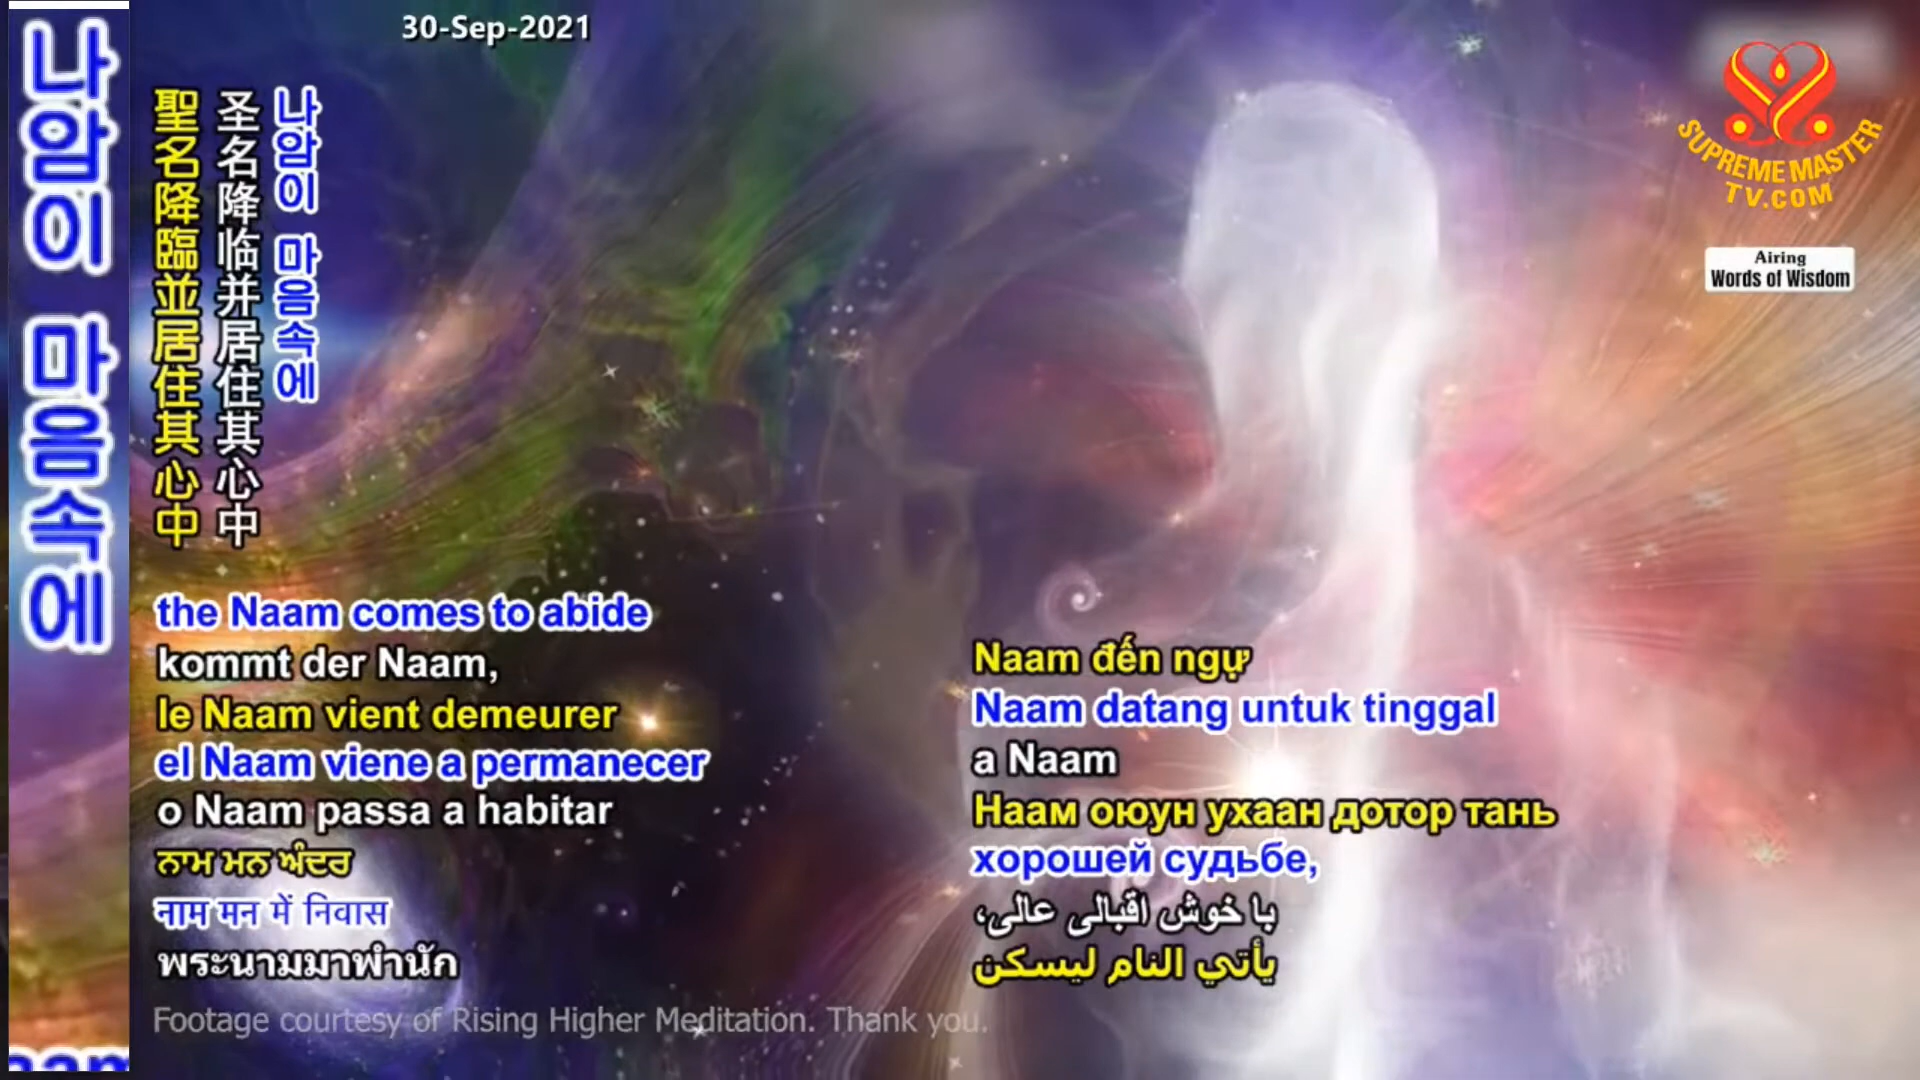 30-Sep-2021
나암이 마음속에
聖名降臨並居住其心中
圣名降临并居住其心中
나암이 마음속에
SUPREME MASTER
TV.COM
Airing
Words of Wisdom
the Naam comes to abide
kommt der Naam,
le Naam vient demeurer
el Naam viene a permanecer
o Naam passa a habitar
ਨਾਮ ਮਨ ਅੰਦਰ
नाम मन में निवास
พระนามมาพำนัก
Naam đến ngự
Naam datang untuk tinggal
a Naam
Наам оюун ухаан дотор тань
хорошей судьбе,
با خوش اقبالی عالی،
يأتي النام ليسكن
Footage courtesy of Rising Higher Meditation. Thank you.